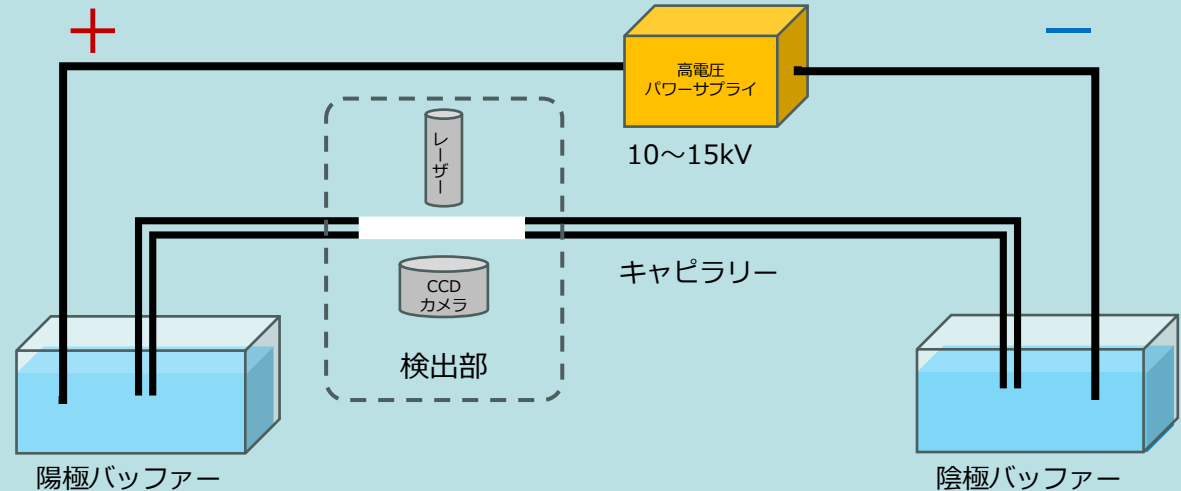 +
−
高電圧
パワーサプライ
10～15kV
レーザー
CCD
カメラ
検出部
キャピラリー
陽極バッファー
陰極バッファー